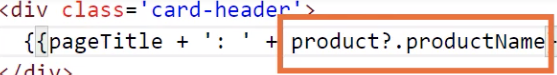 <div class='card-header'>
{{pageTitle + ': ' + product?.productName
</div>